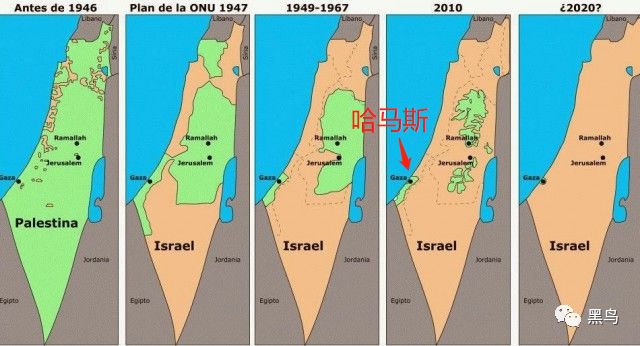 Antes de 1946
Líbano
Siria
Ramallah
Jerusalem
Gaza
Palestina
Jordania
Egipto
Plan de la ONU 1947
Líbano
Siria
Ramallah
Jerusalem
Gaza
Israel
Jordania
Egipto
1949-1967
Líbano
Siria
Ramallah
Jerusalem
Gaza
Israel
Jordania
Egipto
2010
Líbano
Siria
哈马斯
Ramallah
Jerusalem
Gaza
Israel
Jordania
Egipto
¿2020?
Líbano
Siria
Ramallah
Jerusalem
Gaza
Israel
Jordania
Egipto
黑鸟